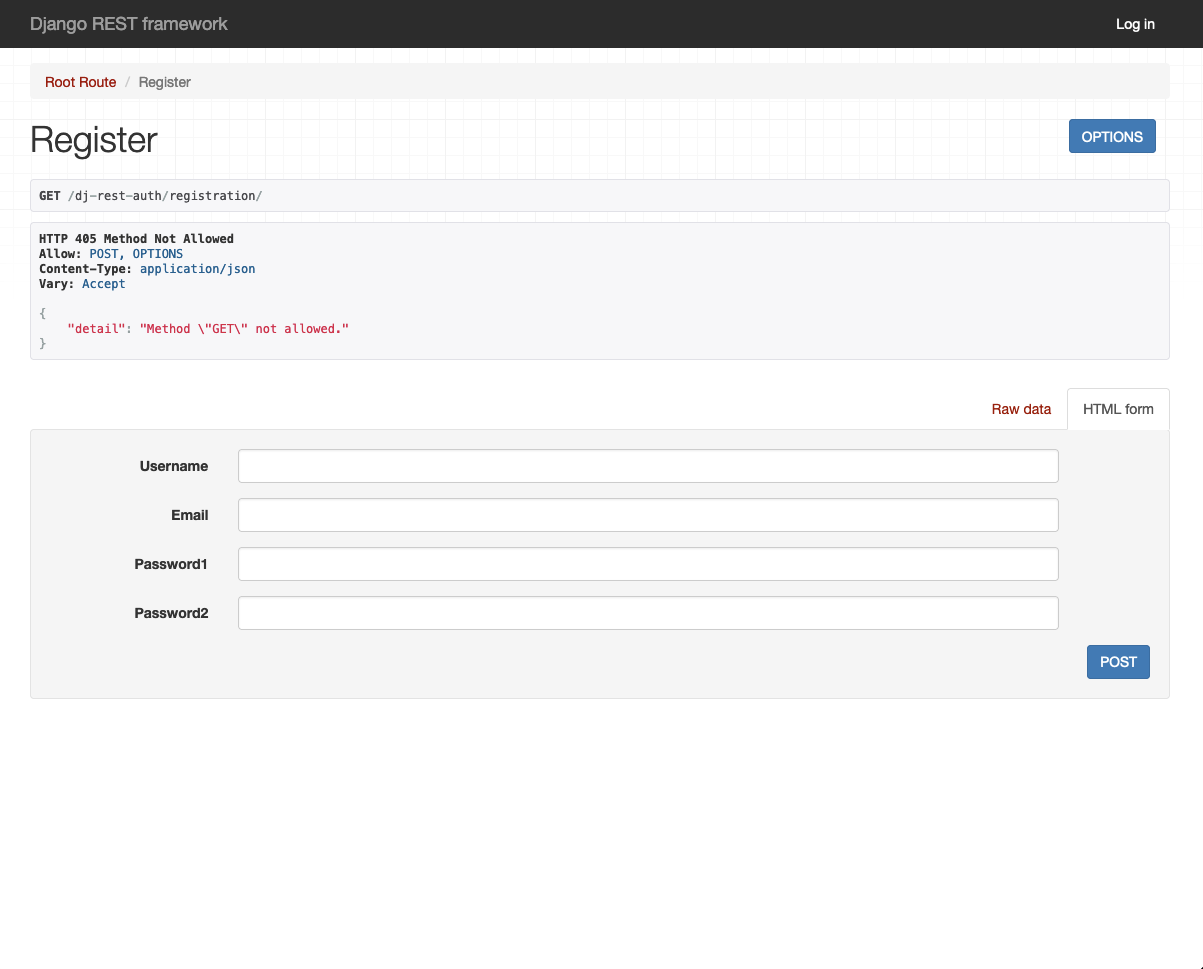 Django REST framework
Log in
Root Route / Register
Register
OPTIONS
GET /dj-rest-auth/registration/
HTTP 405 Method Not Allowed
Allow: POST, OPTIONS
Content-Type: application/json
Vary: Accept
{
    "detail": "Method \"GET\" not allowed."
}
Raw data
HTML form
Username
Email
Password1
Password2
POST